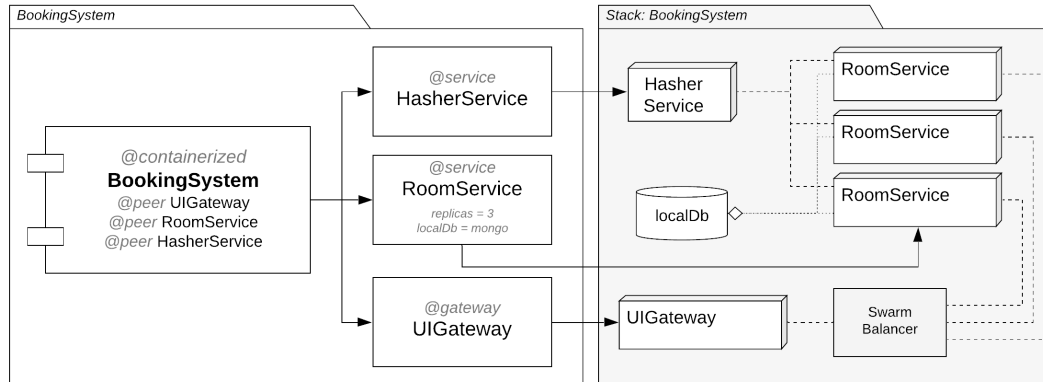 BookingSystem
@containerized
BookingSystem
@peer UIGateway
@peer RoomService
@peer HasherService
@service
HasherService
@service
RoomService
replicas = 3
localDb = mongo
@gateway
UIGateway
Stack: BookingSystem
Hasher
Service
RoomService
RoomService
RoomService
localDb
UIGateway
Swarm
Balancer